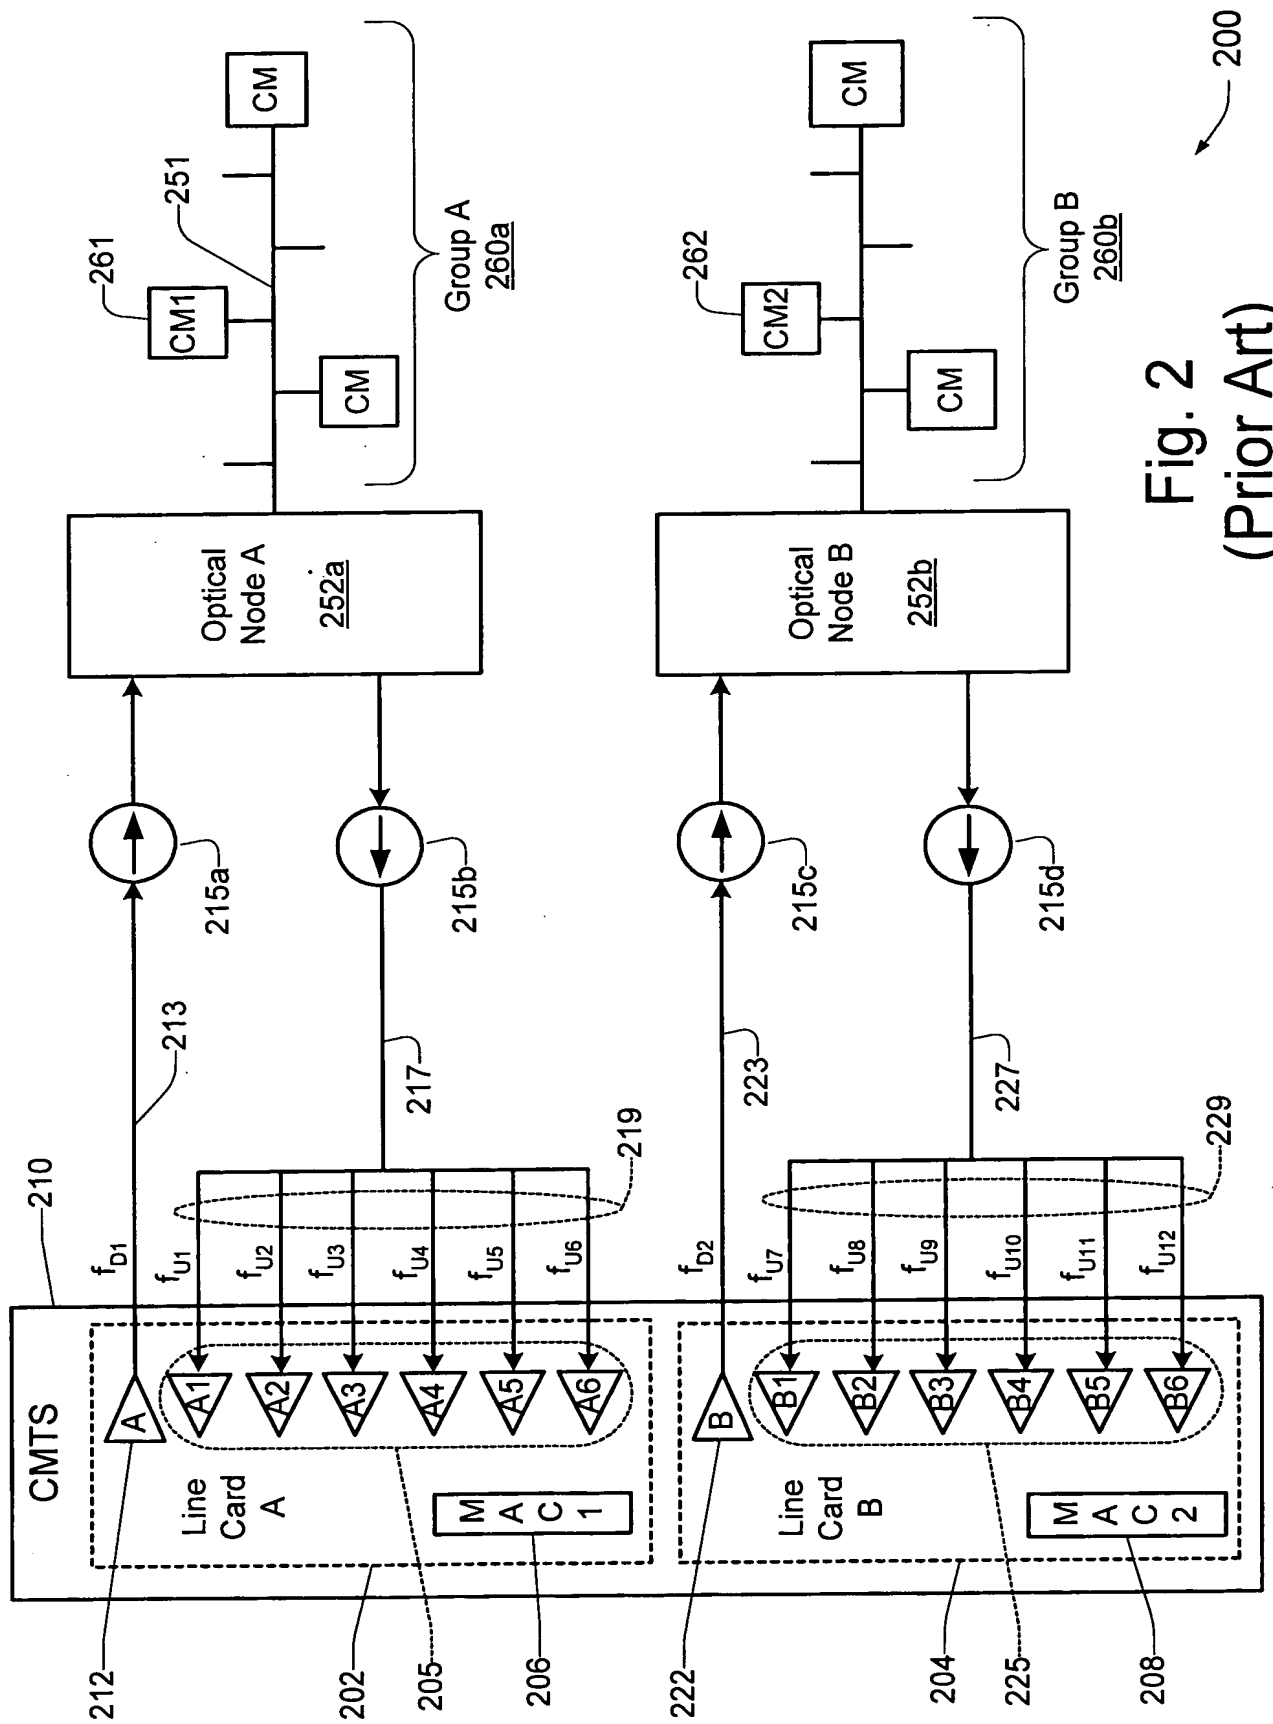 CMTS
210
212
A
f_D1
213
215a
Optical
Node A
252a
CM1
261
251
CM
CM
Group A
260a
A1
f_U1
A2
f_U2
A3
f_U3
A4
f_U4
A5
f_U5
A6
f_U6
219
217
215b
Line
Card
A
MAC 1
202
205
206
222
B
f_D2
223
215c
Optical
Node B
252b
CM2
262
CM
CM
Group B
260b
B1
f_U7
B2
f_U8
B3
f_U9
B4
f_U10
B5
f_U11
B6
f_U12
229
227
215d
Line
Card
B
MAC 2
204
225
208
Fig. 2
(Prior Art)
200